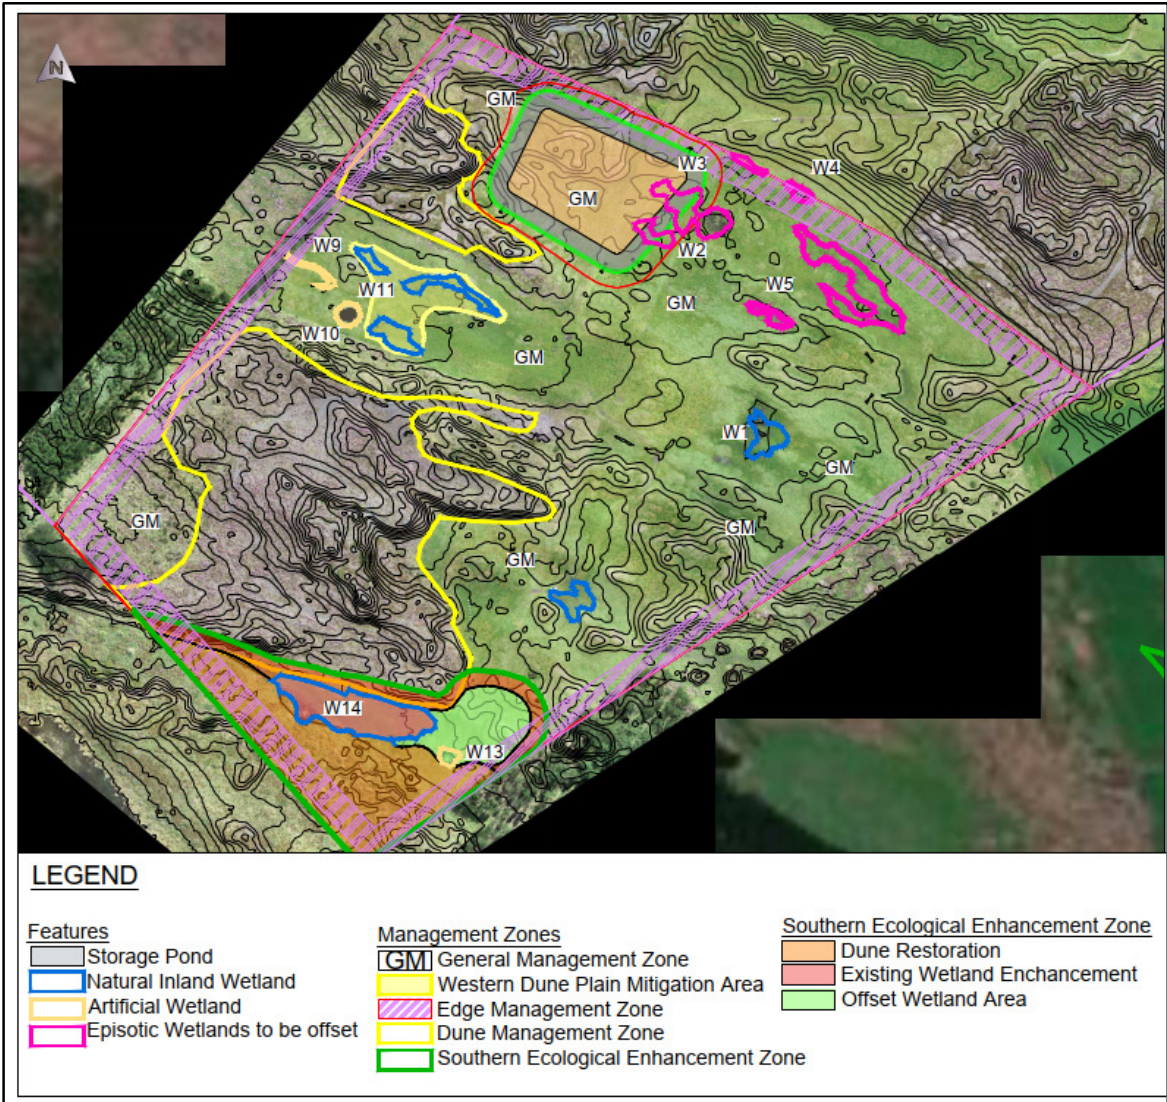 N
GM
W3
W4
GM
W9
W2
W11
W5
GM
W10
GM
W1
GM
GM
GM
GM
W14
W13
LEGEND
Features
Storage Pond
Natural Inland Wetland
Artificial Wetland
Episotic Wetlands to be offset
Management Zones
GM General Management Zone
Western Dune Plain Mitigation Area
Edge Management Zone
Dune Management Zone
Southern Ecological Enhancement Zone
Southern Ecological Enhancement Zone
Dune Restoration
Existing Wetland Enchancement
Offset Wetland Area